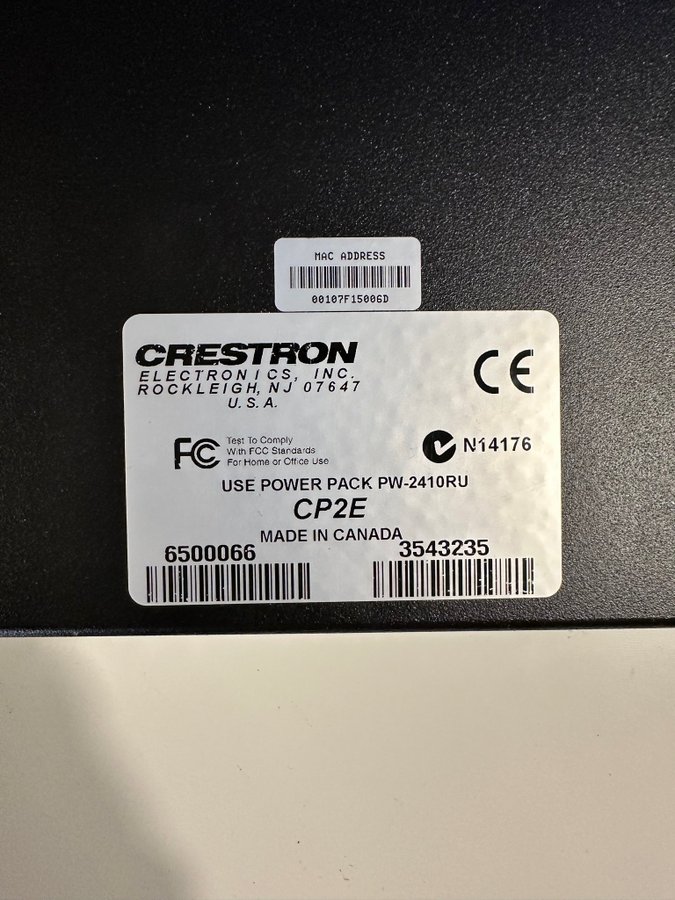 MAC ADDRESS
00107F15006D
CRESTRON
ELECTRONICS, INC.
ROCKLEIGH, NJ 07647
U.S.A.
CE
FC Test To Comply
With FCC Standards
For Home or Office Use
N14176
USE POWER PACK PW-2410RU
CP2E
MADE IN CANADA
6500066 3543235